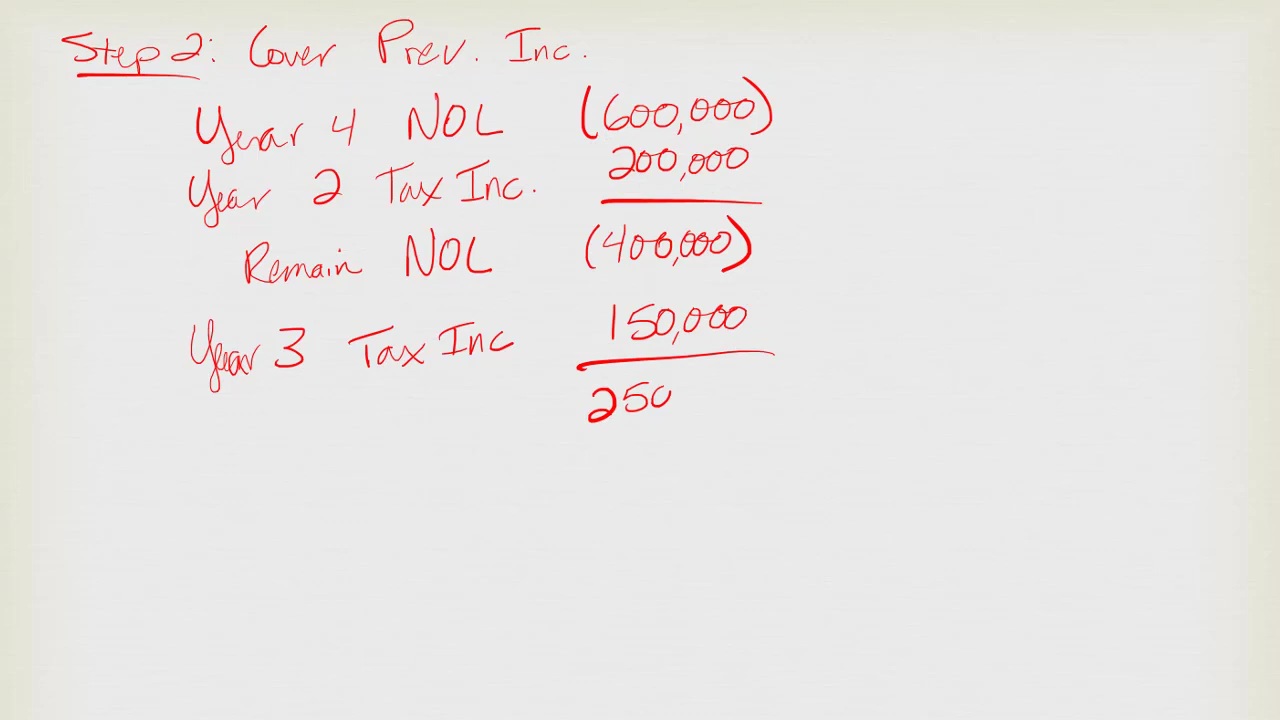 Step 2: Cover Prev. Inc.
Year 4 NOL (600,000)
Year 2 Tax Inc. 200,000
Remain NOL (400,000)
Year 3 Tax Inc 150,000
250